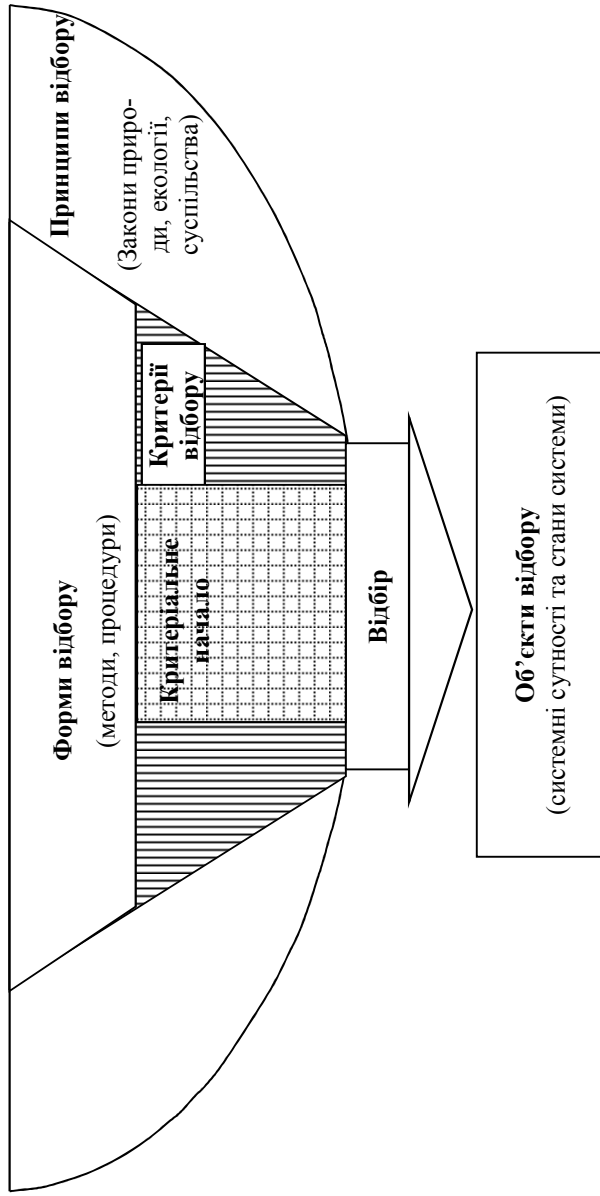 Форми відбору
(методи, процедури)
Принципи відбору
(Закони приро-
ди, екології,
суспільства)
Критеріальне
начало
Критерії
відбору
Відбір
Об’єкти відбору
(системні сутності та стани системи)